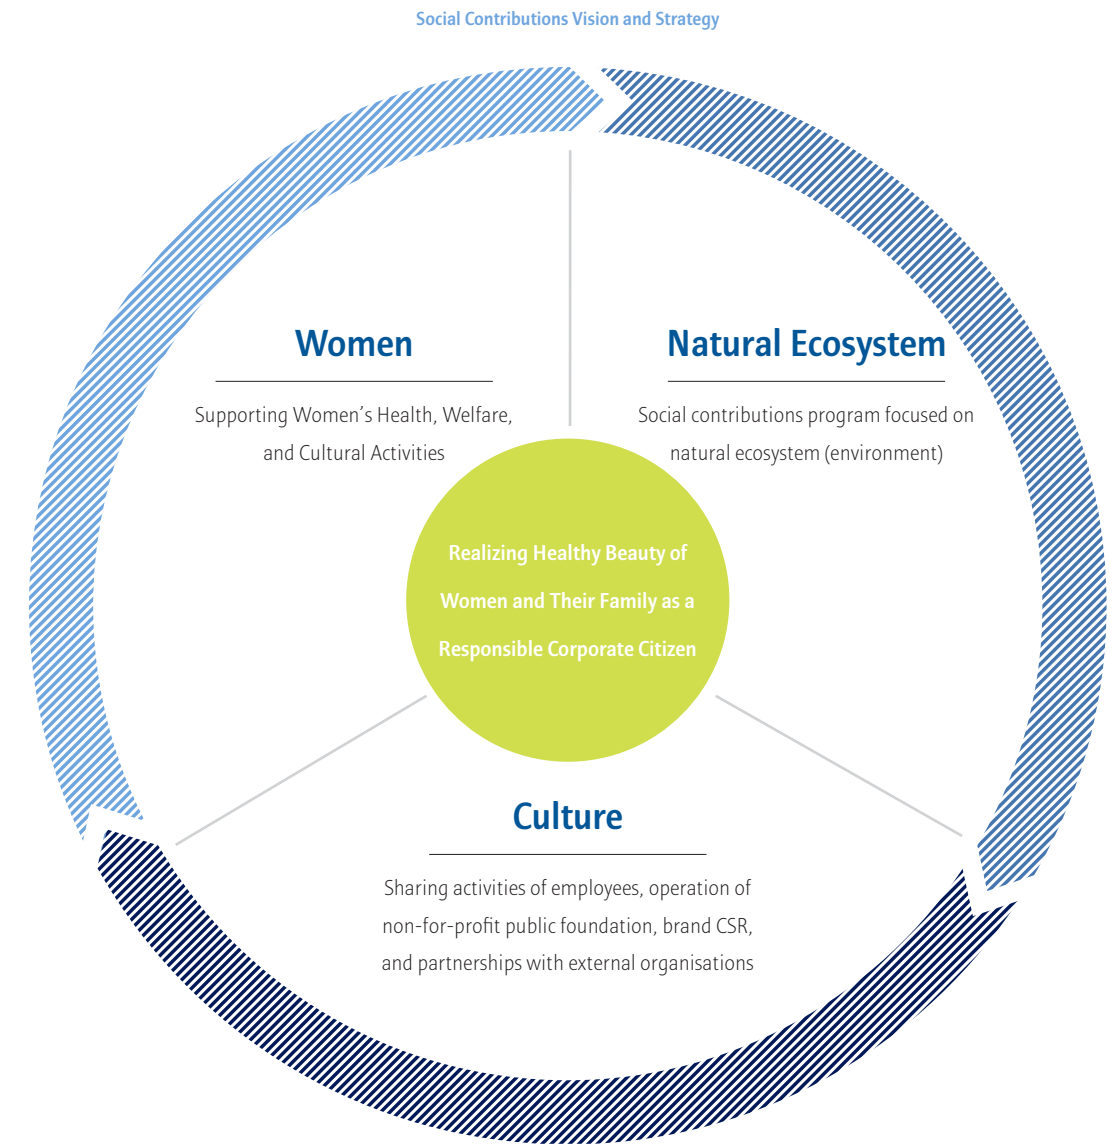 Social Contributions Vision and Strategy
Women
Supporting Women's Health, Welfare,
and Cultural Activities
Natural Ecosystem
Social contributions program focused on
natural ecosystem (environment)
Realizing Healthy Beauty of
Women and Their Family as a
Responsible Corporate Citizen
Culture
Sharing activities of employees, operation of
non-for-profit public foundation, brand CSR,
and partnerships with external organisations